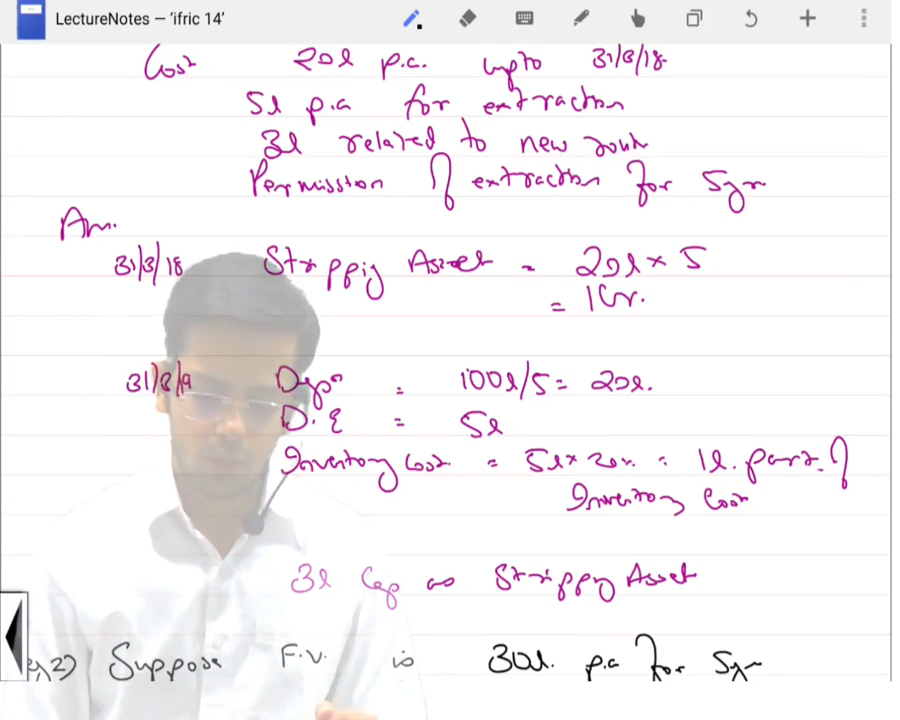 LectureNotes – ‘ifric 14’
Cost 20l p.a. upto 31/3/18
5l p.a for extraction
3l related to new
Permission of extraction for 5yr
Ans.
31/3/18 Stripping Asset = 20l x 5
= 1Cr.
31/3/19 Depn = 100l/5 = 20l.
D.E = 5l
Inventory Cost = 5l x 20% = 1l. part of
Inventory Cost
3l Cap as Stripping Asset
2) Suppose F.V. is 30l. p.a for 5yr